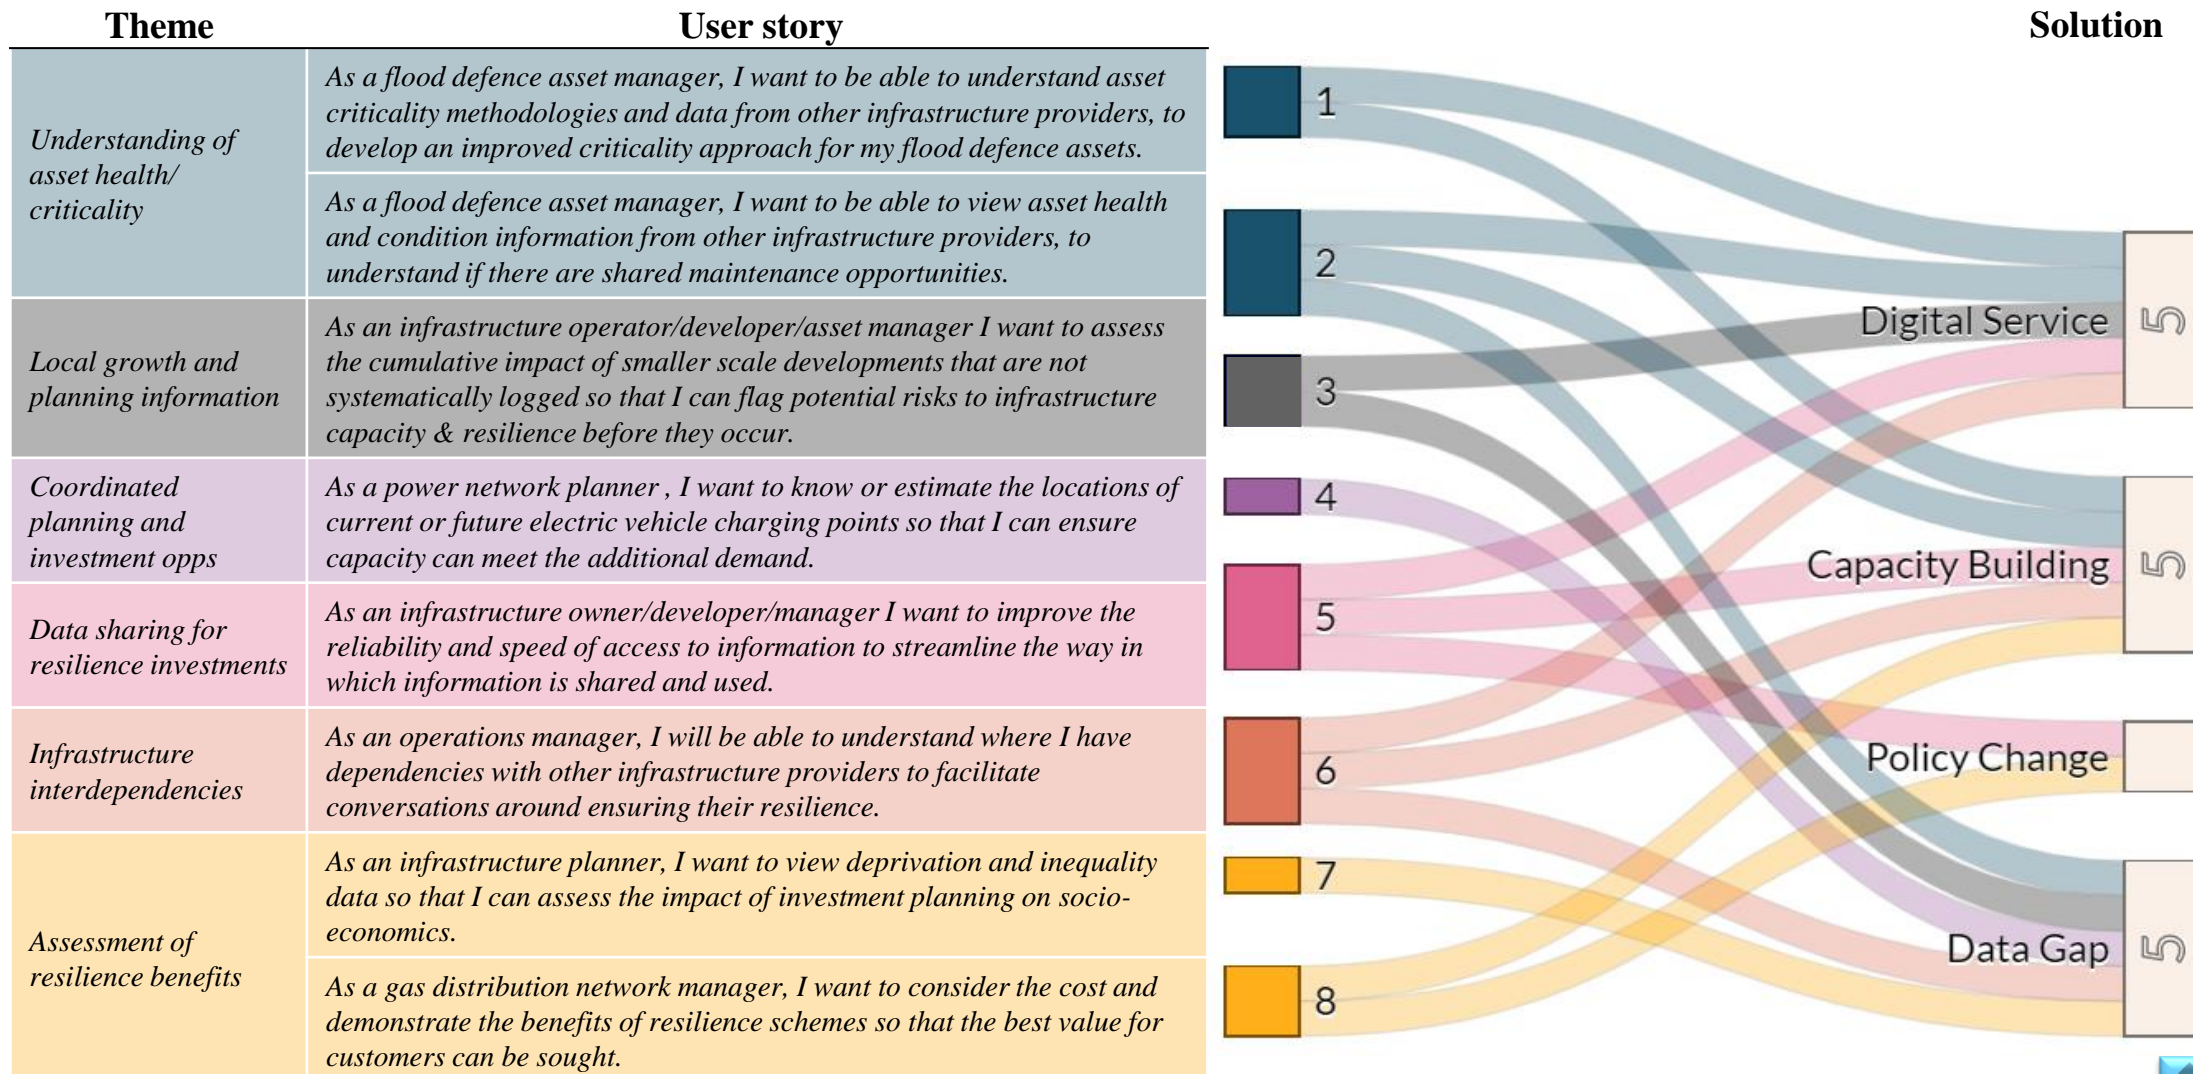 Theme
User story
Solution
Understanding of
asset health/
criticality
As a flood defence asset manager, I want to be able to understand asset
criticality methodologies and data from other infrastructure providers, to
develop an improved criticality approach for my flood defence assets.
As a flood defence asset manager, I want to be able to view asset health
and condition information from other infrastructure providers, to
understand if there are shared maintenance opportunities.
Local growth and
planning information
As an infrastructure operator/developer/asset manager I want to assess
the cumulative impact of smaller scale developments that are not
systematically logged so that I can flag potential risks to infrastructure
capacity & resilience before they occur.
Coordinated
planning and
investment opps
As a power network planner , I want to know or estimate the locations of
current or future electric vehicle charging points so that I can ensure
capacity can meet the additional demand.
Data sharing for
resilience investments
As an infrastructure owner/developer/manager I want to improve the
reliability and speed of access to information to streamline the way in
which information is shared and used.
Infrastructure
interdependencies
As an operations manager, I will be able to understand where I have
dependencies with other infrastructure providers to facilitate
conversations around ensuring their resilience.
Assessment of
resilience benefits
As an infrastructure planner, I want to view deprivation and inequality
data so that I can assess the impact of investment planning on socio-
economics.
As a gas distribution network manager, I want to consider the cost and
demonstrate the benefits of resilience schemes so that the best value for
customers can be sought.
1
2
3
4
5
6
7
8
Digital Service
5
Capacity Building
5
Policy Change
Data Gap
5